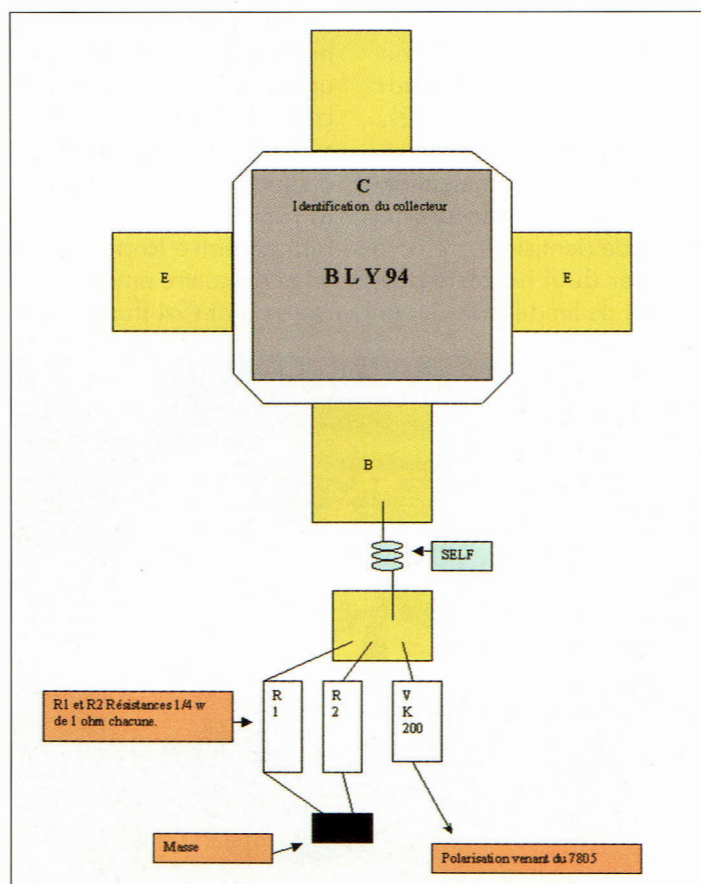 C
Identification du collecteur
BLY94
E
E
B
SELF
R1 et R2 Résistances 1/4 w
de 1 ohm chacune.
R
1
R
2
V
K
200
Masse
Polarisation venant du 7805